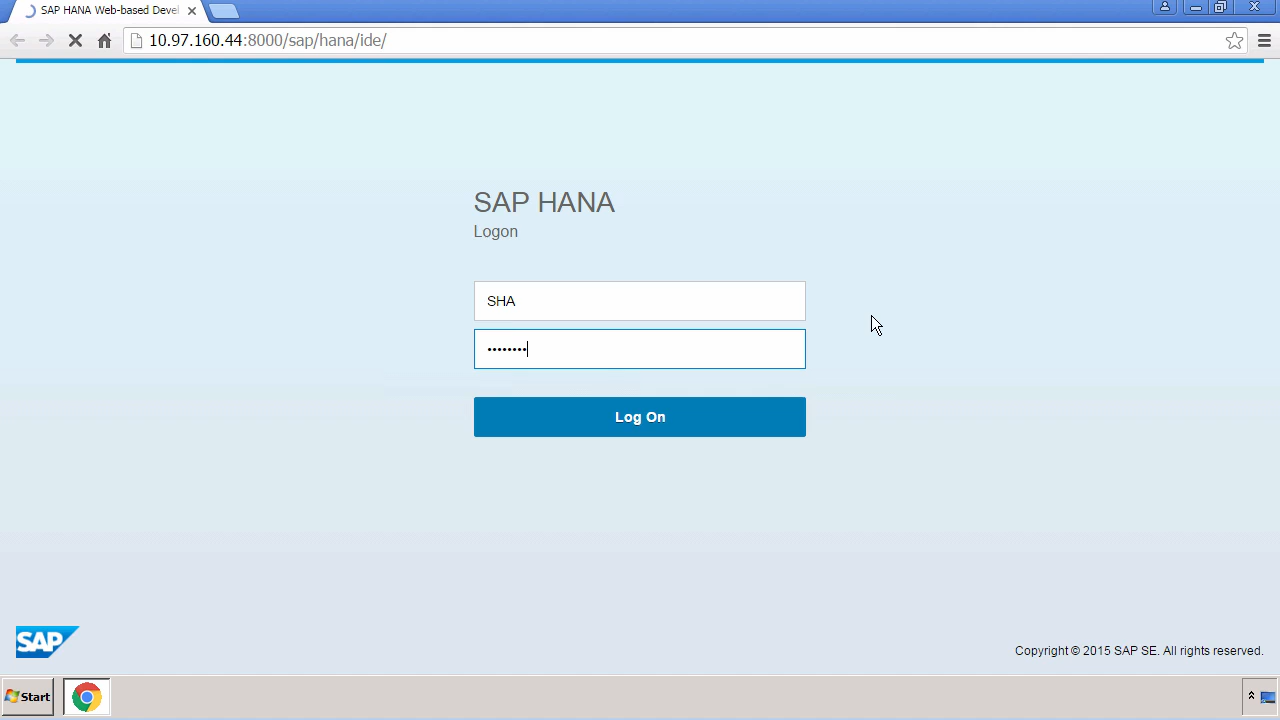 SAP HANA Web-based Devel
10.97.160.44:8000/sap/hana/ide/
SAP HANA
Logon
SHA
••••••••
Log On
SAP
Copyright © 2015 SAP SE. All rights reserved.
Start